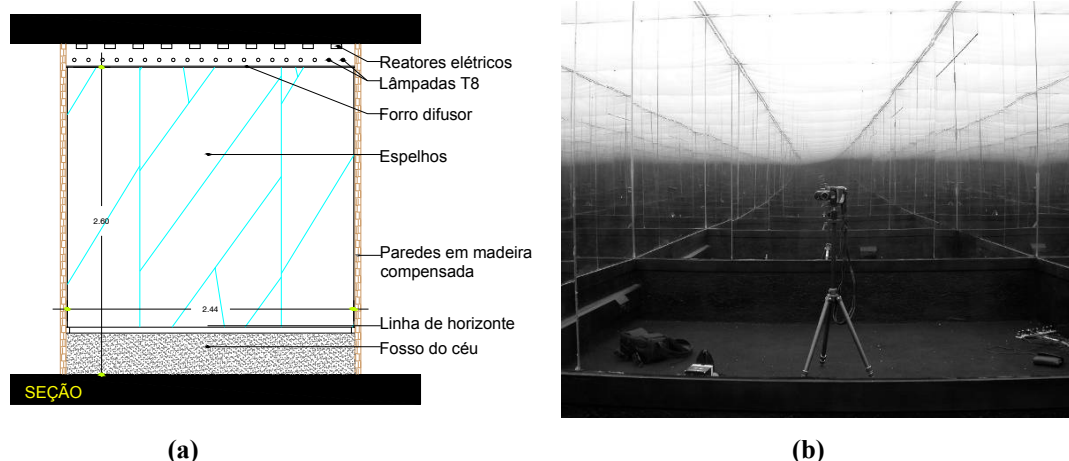 Reatores elétricos
Lâmpadas T8
Forro difusor
Espelhos
2.60
Paredes em madeira
compensada
2.44
Linha de horizonte
Fosso do céu
SEÇÃO
(a)
(b)